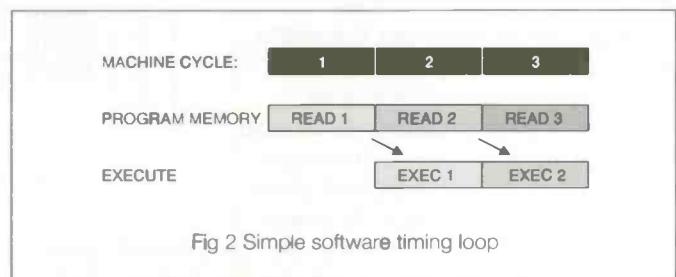 MACHINE CYCLE: 1 2 3
PROGRAM MEMORY READ 1 READ 2 READ 3
EXECUTE EXEC 1 EXEC 2
Fig 2 Simple software timing loop